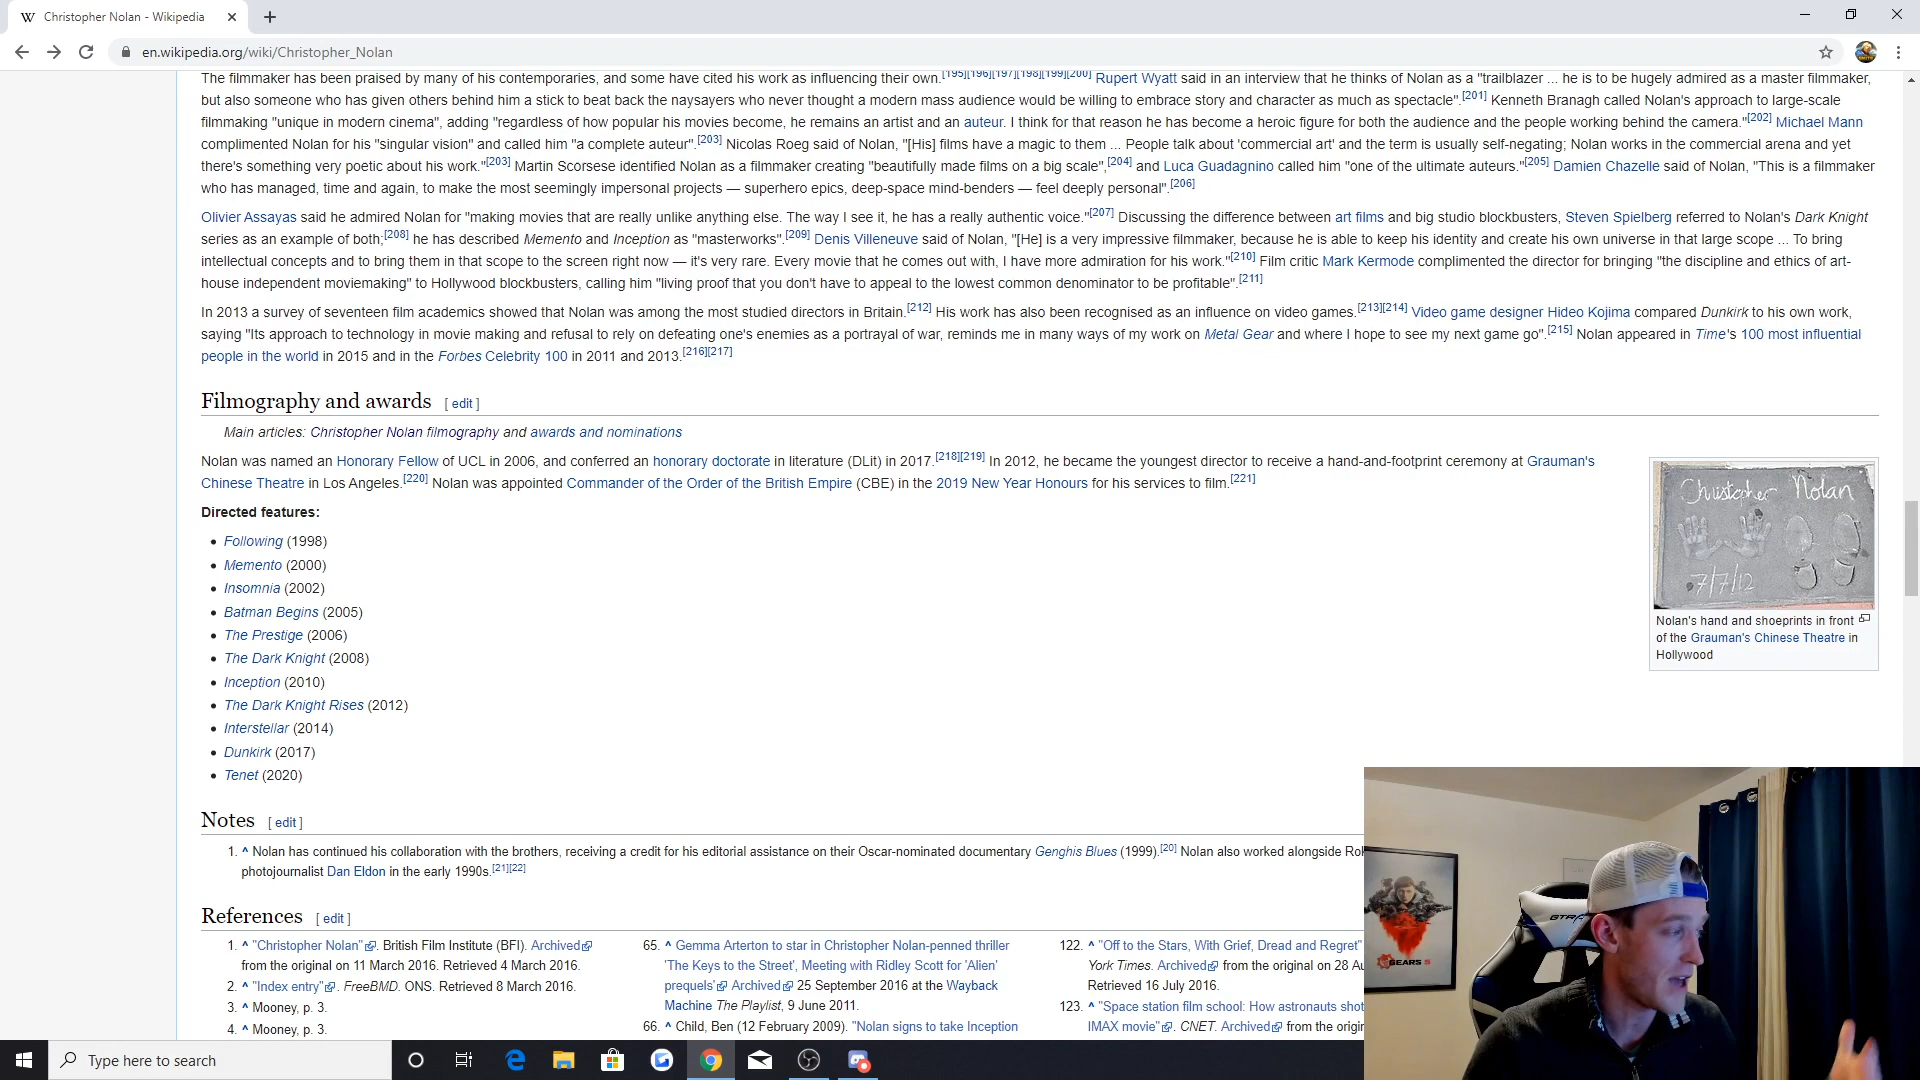 Christopher Nolan - Wikipedia
en.wikipedia.org/wiki/Christopher_Nolan
The filmmaker has been praised by many of his contemporaries, and some have cited his work as influencing their own.[195][196][197][198][199][200] Rupert Wyatt said in an interview that he thinks of Nolan as a "trailblazer ... he is to be hugely admired as a master filmmaker,
but also someone who has given others behind him a stick to beat back the naysayers who never thought a modern mass audience would be willing to embrace story and character as much as spectacle".[201] Kenneth Branagh called Nolan's approach to large-scale
filmmaking "unique in modern cinema", adding "regardless of how popular his movies become, he remains an artist and an auteur. I think for that reason he has become a heroic figure for both the audience and the people working behind the camera."[202] Michael Mann
complimented Nolan for his "singular vision" and called him "a complete auteur".[203] Nicolas Roeg said of Nolan, "[His] films have a magic to them ... People talk about 'commercial art' and the term is usually self-negating; Nolan works in the commercial arena and yet
there's something very poetic about his work."[203] Martin Scorsese identified Nolan as a filmmaker creating "beautifully made films on a big scale",[204] and Luca Guadagnino called him "one of the ultimate auteurs."[205] Damien Chazelle said of Nolan, "This is a filmmaker
who has managed, time and again, to make the most seemingly impersonal projects — superhero epics, deep-space mind-benders — feel deeply personal".[206]
Olivier Assayas said he admired Nolan for "making movies that are really unlike anything else. The way I see it, he has a really authentic voice."[207] Discussing the difference between art films and big studio blockbusters, Steven Spielberg referred to Nolan's Dark Knight
series as an example of both;[208] he has described Memento and Inception as "masterworks".[209] Denis Villeneuve said of Nolan, "[He] is a very impressive filmmaker, because he is able to keep his identity and create his own universe in that large scope ... To bring
intellectual concepts and to bring them in that scope to the screen right now — it's very rare. Every movie that he comes out with, I have more admiration for his work."[210] Film critic Mark Kermode complimented the director for bringing "the discipline and ethics of art-
house independent moviemaking" to Hollywood blockbusters, calling him "living proof that you don't have to appeal to the lowest common denominator to be profitable".[211]
In 2013 a survey of seventeen film academics showed that Nolan was among the most studied directors in Britain.[212] His work has also been recognised as an influence on video games.[213][214] Video game designer Hideo Kojima compared Dunkirk to his own work,
saying "Its approach to technology in movie making and refusal to rely on defeating one's enemies as a portrayal of war, reminds me in many ways of my work on Metal Gear and where I hope to see my next game go".[215] Nolan appeared in Time's 100 most influential
people in the world in 2015 and in the Forbes Celebrity 100 in 2011 and 2013.[216][217]
Filmography and awards [ edit ]
Main articles: Christopher Nolan filmography and awards and nominations
Nolan was named an Honorary Fellow of UCL in 2006, and conferred an honorary doctorate in literature (DLit) in 2017.[218][219] In 2012, he became the youngest director to receive a hand-and-footprint ceremony at Grauman's
Chinese Theatre in Los Angeles.[220] Nolan was appointed Commander of the Order of the British Empire (CBE) in the 2019 New Year Honours for his services to film.[221]
Directed features:
• Following (1998)
• Memento (2000)
• Insomnia (2002)
• Batman Begins (2005)
• The Prestige (2006)
• The Dark Knight (2008)
• Inception (2010)
• The Dark Knight Rises (2012)
• Interstellar (2014)
• Dunkirk (2017)
• Tenet (2020)
Christopher Nolan
7/7/12
Nolan's hand and shoeprints in front
of the Grauman's Chinese Theatre in
Hollywood
Notes [ edit ]
1. ^ Nolan has continued his collaboration with the brothers, receiving a credit for his editorial assistance on their Oscar-nominated documentary Genghis Blues (1999).[20] Nolan also worked alongside
photojournalist Dan Eldon in the early 1990s.[21][22]
References [ edit ]
1. ^ "Christopher Nolan". British Film Institute (BFI). Archived
from the original on 11 March 2016. Retrieved 4 March 2016.
2. ^ "Index entry". FreeBMD. ONS. Retrieved 8 March 2016.
3. ^ Mooney, p. 3.
4. ^ Mooney, p. 3.
65. ^ Gemma Arterton to star in Christopher Nolan-penned thriller
'The Keys to the Street', Meeting with Ridley Scott for 'Alien'
prequels' Archived 25 September 2016 at the Wayback
Machine The Playlist, 9 June 2011.
66. ^ Child, Ben (12 February 2009). "Nolan signs to take Inception
122. ^ "Off to the Stars, With Grief, Dread and Regret"
York Times. Archived from the original on 28
Retrieved 16 July 2016.
123. ^ "Space station film school: How astronauts shot
IMAX movie". CNET. Archived from the
GEARS 5
GTR
Type here to search